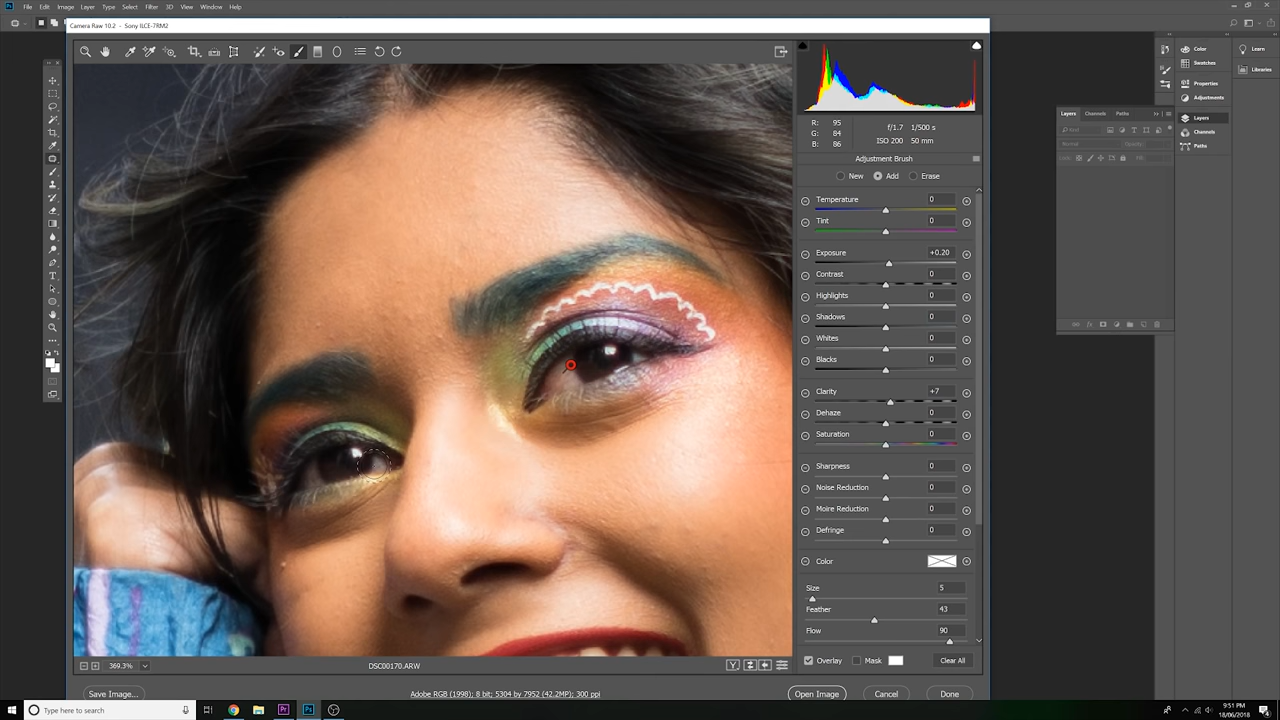 Ps File Edit Image Layer Type Select Filter 3D View Window Help
Camera Raw 10.2 - Sony ILCE-7RM2
R: 95
G: 84
B: 86
f/1.7 1/500 s
ISO 200 50 mm
Adjustment Brush
New Add Erase
Temperature 0
Tint 0
Exposure +0.20
Contrast 0
Highlights 0
Shadows 0
Whites 0
Blacks 0
Clarity +7
Dehaze 0
Saturation 0
Sharpness 0
Noise Reduction 0
Moire Reduction 0
Defringe 0
Color
Size 5
Feather 43
Flow 90
Overlay Mask Clear All
369.3% DSC00170.ARW Y
Save Image... Adobe RGB (1998); 8 bit; 5304 by 7952 (42.2MP); 300 ppi Open Image Cancel Done
Layers Channels Paths
Normal Opacity:
Color
Swatches
Properties
Adjustments
Layers
Channels
Paths
Learn
Libraries
Type here to search Pr Ps
9:51 PM
18/06/2018